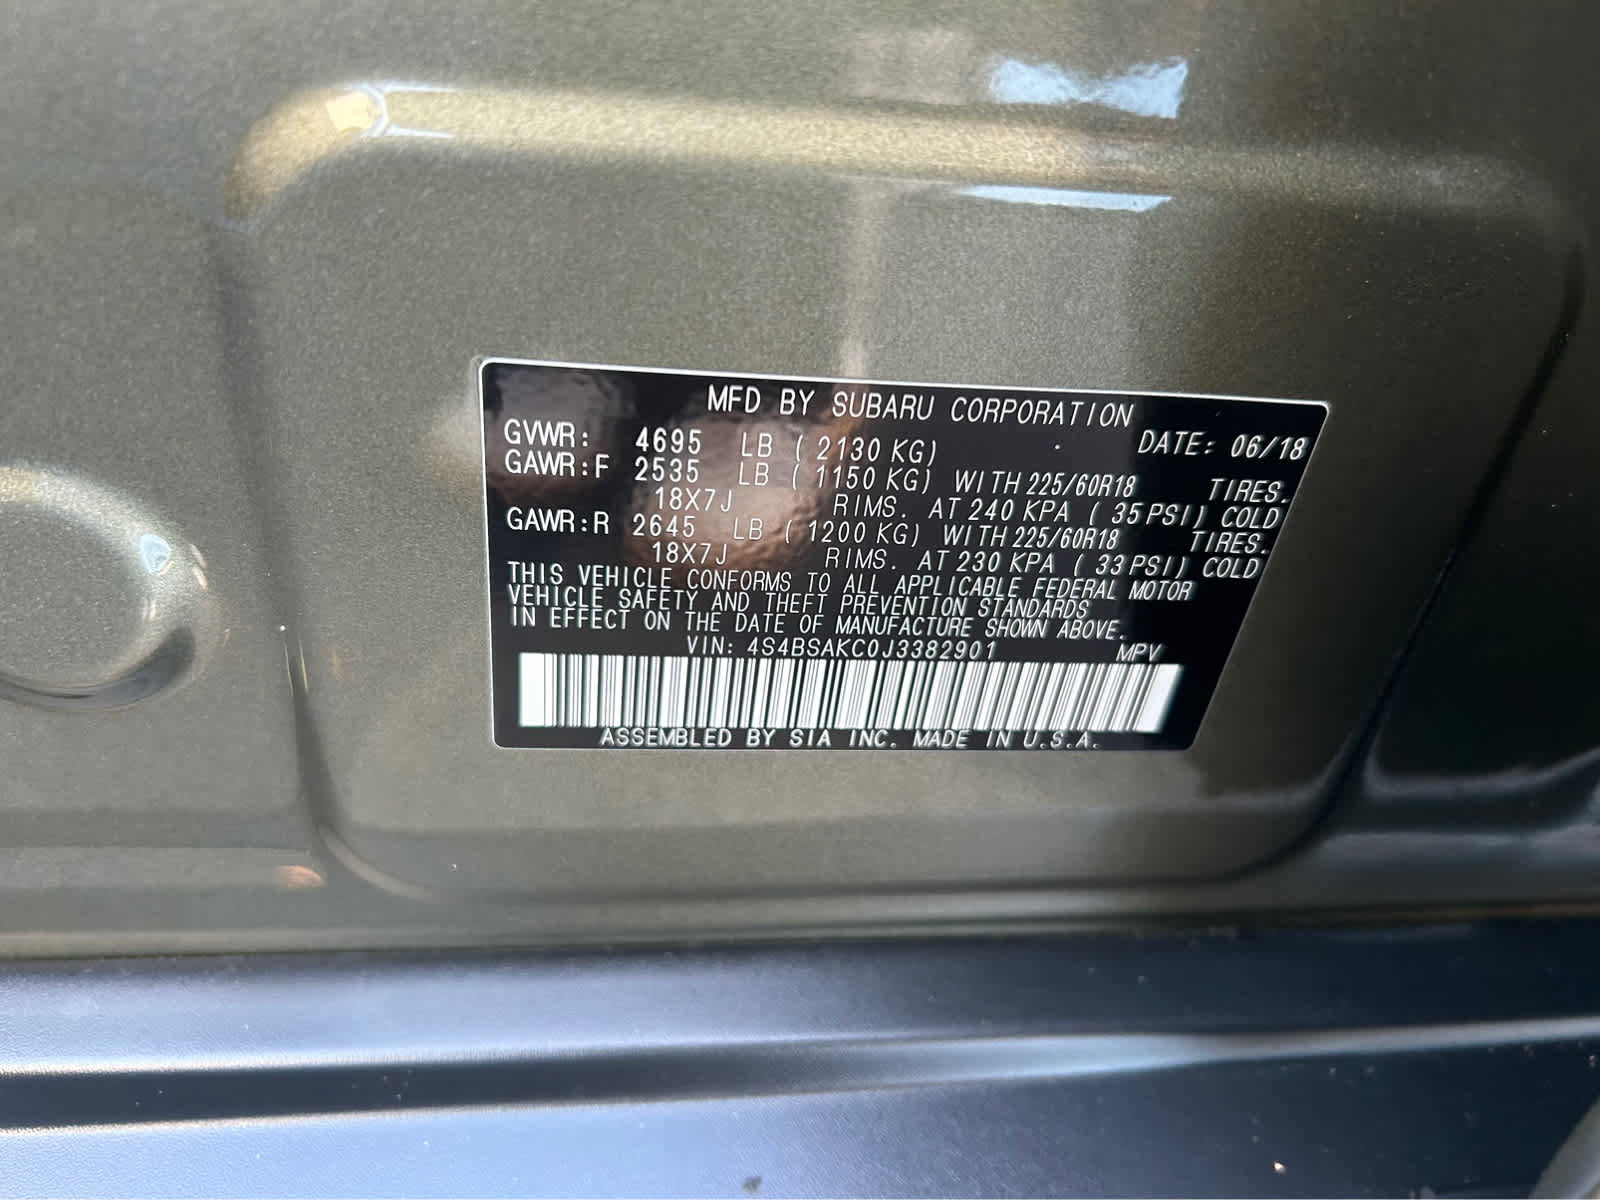 MFD BY SUBARU CORPORATION
GVWR: 4695 LB ( 2130 KG) DATE: 06/18
GAWR:F 2535 LB ( 1150 KG) WITH 225/60R18 TIRES.
18X7J RIMS. AT 240 KPA ( 35 PSI) COLD
GAWR:R 2645 LB ( 1200 KG) WITH 225/60R18 TIRES.
18X7J RIMS. AT 230 KPA ( 33 PSI) COLD
THIS VEHICLE CONFORMS TO ALL APPLICABLE FEDERAL MOTOR
VEHICLE SAFETY AND THEFT PREVENTION STANDARDS
IN EFFECT ON THE DATE OF MANUFACTURE SHOWN ABOVE.
VIN: 4S4BSAKC0J3382901 MPV
ASSEMBLED BY SIA INC. MADE IN U.S.A.